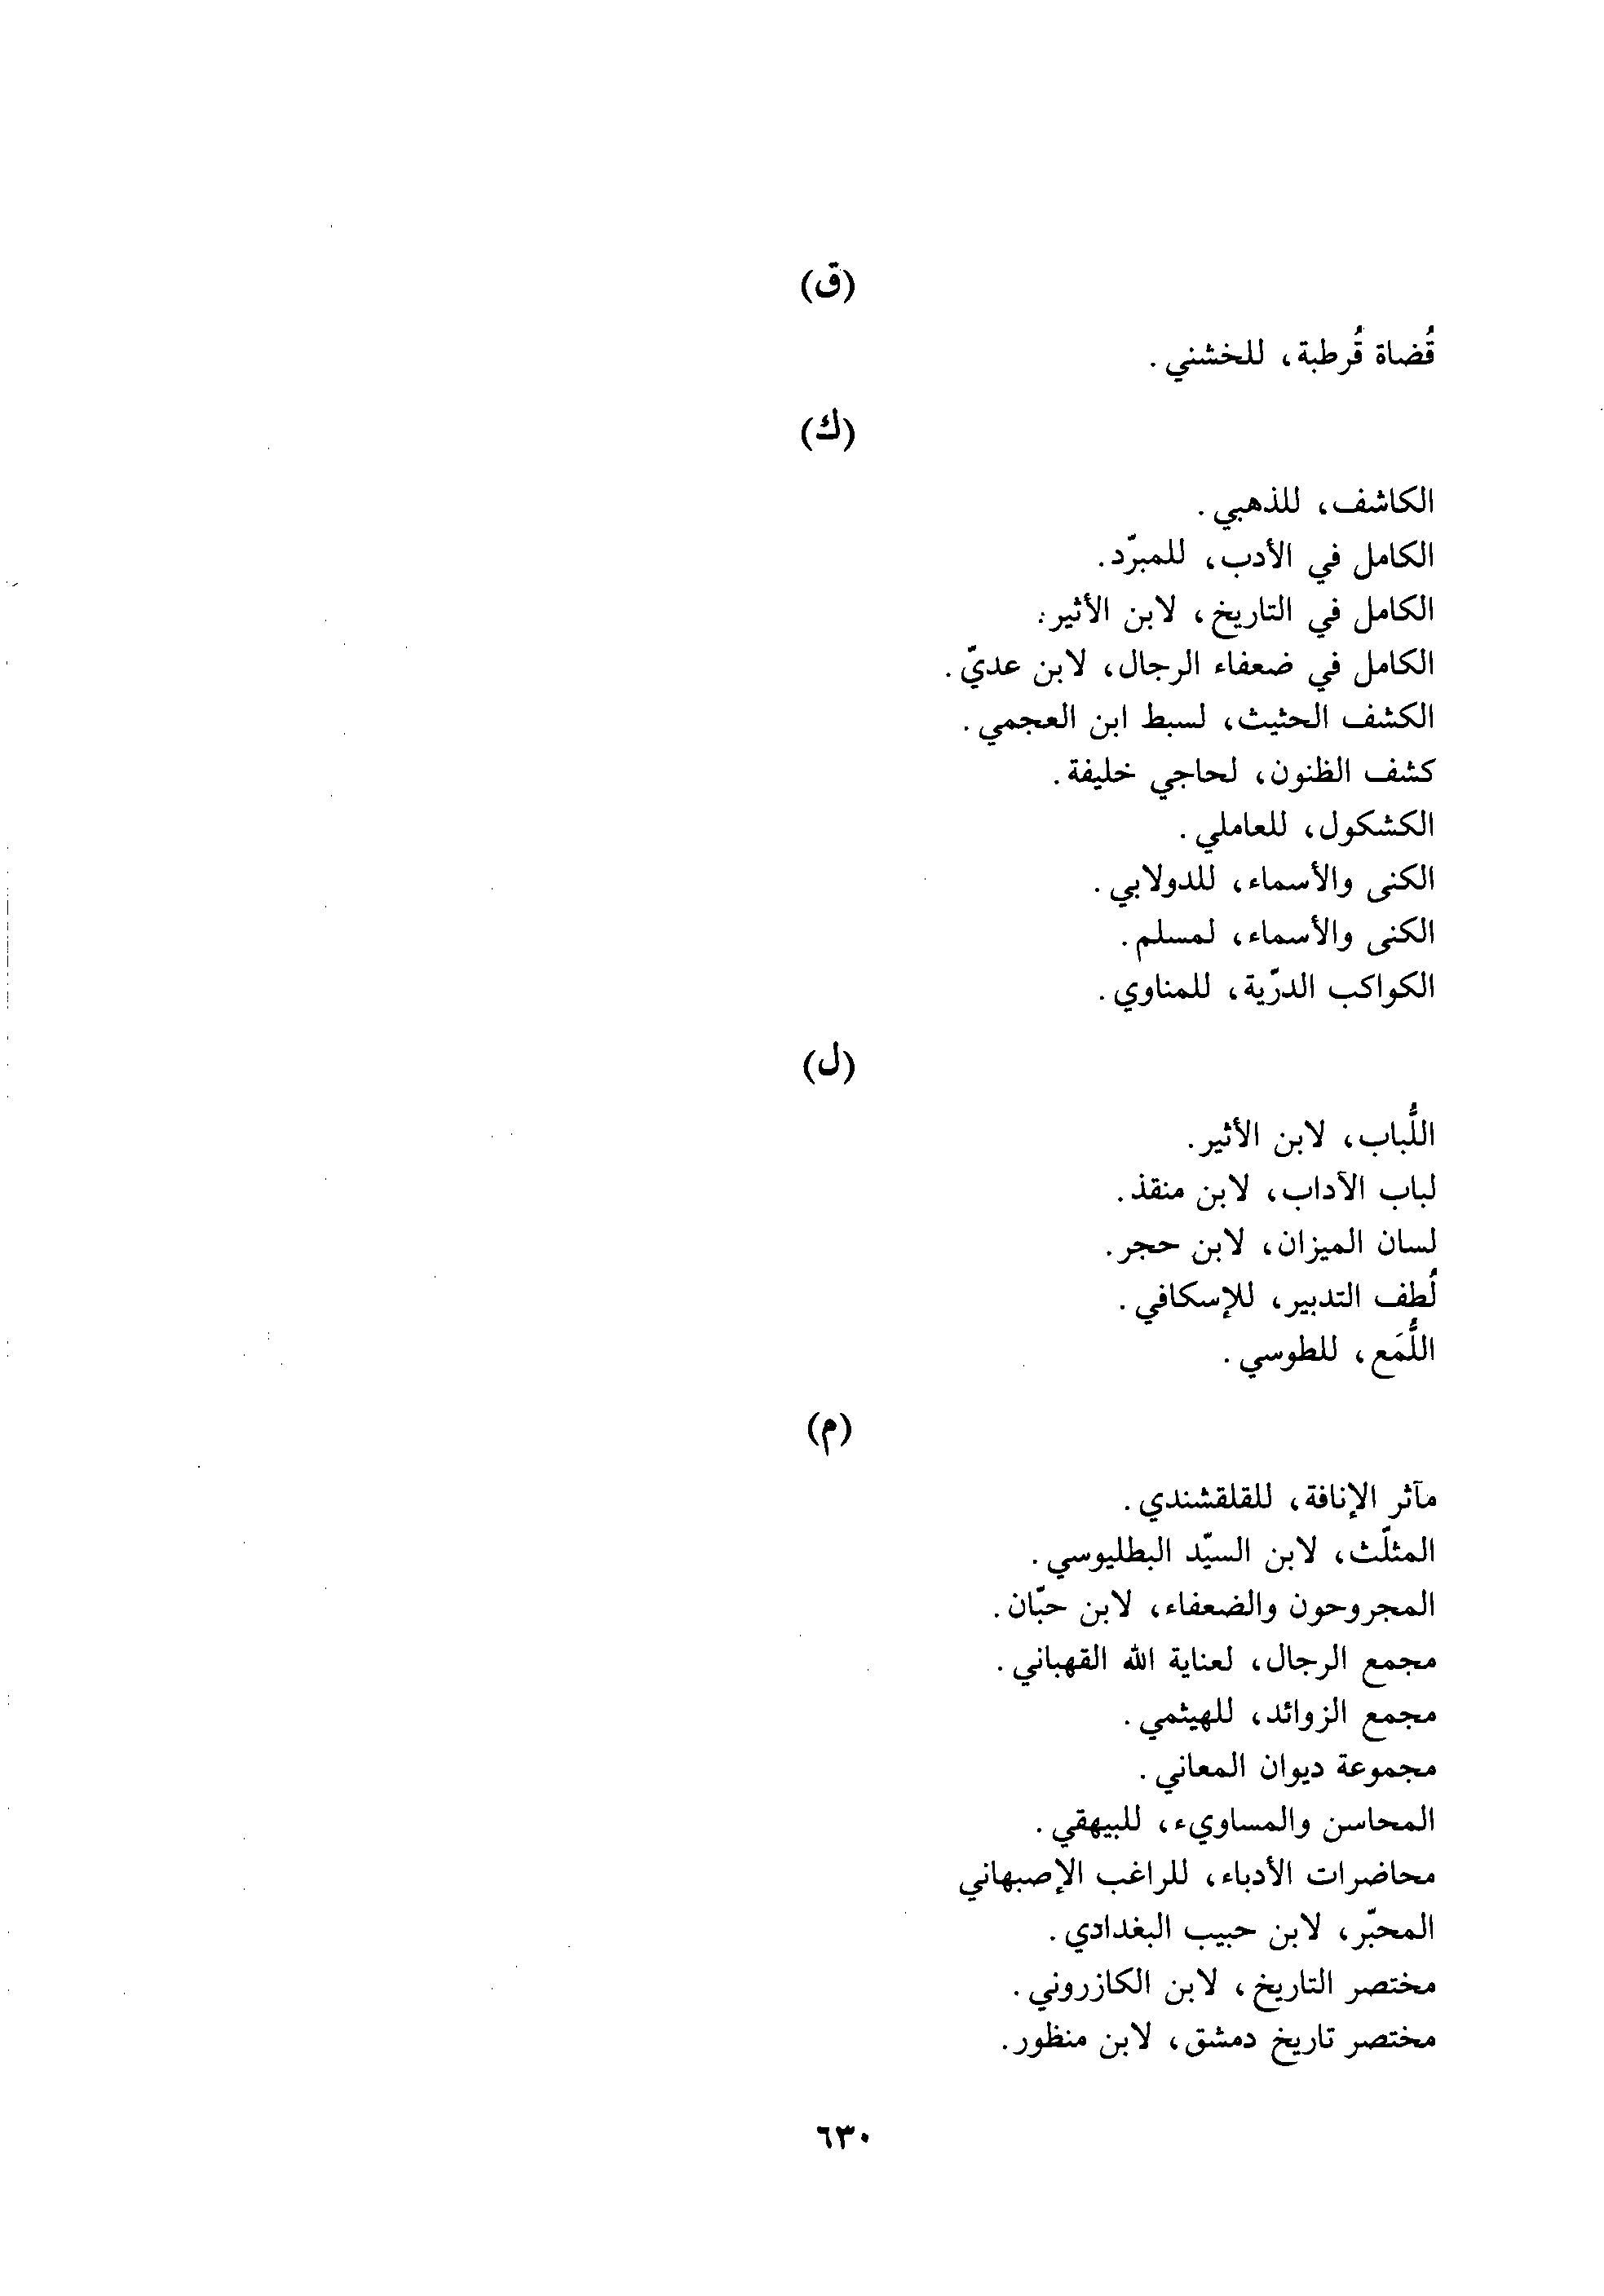 (ق)
قُضاة قُرطبة، للخشني.
(ك)
الكاشف، للذهبي.
الكامل في الأدب، للمبرّد.
الكامل في التاريخ، لابن الأثير.
الكامل في ضعفاء الرجال، لابن عديّ.
الكشف الحثيث، لسبط ابن العجمي.
كشف الظنون، لحاجي خليفة.
الكشكول، للعاملي.
الكنى والأسماء، للدولابي.
الكنى والأسماء، لمسلم.
الكواكب الدرّية، للمناوي.
(ل)
اللُّباب، لابن الأثير.
لباب الآداب، لابن منقذ.
لسان الميزان، لابن حجر.
لُطف التدبير، للإسكافي.
اللُّمَع، للطوسي.
(م)
مآثر الإنافة، للقلقشندي.
المثلّث، لابن السيّد البطليوسي.
المجروحون والضعفاء، لابن حبّان.
مجمع الرجال، لعناية الله القهباني.
مجمع الزوائد، للهيثمي.
مجموعة ديوان المعاني.
المحاسن والمساويء، للبيهقي.
محاضرات الأدباء، للراغب الإصبهاني
المحبّر، لابن حبيب البغدادي.
مختصر التاريخ، لابن الكازروني.
مختصر تاريخ دمشق، لابن منظور.
٦٣٠